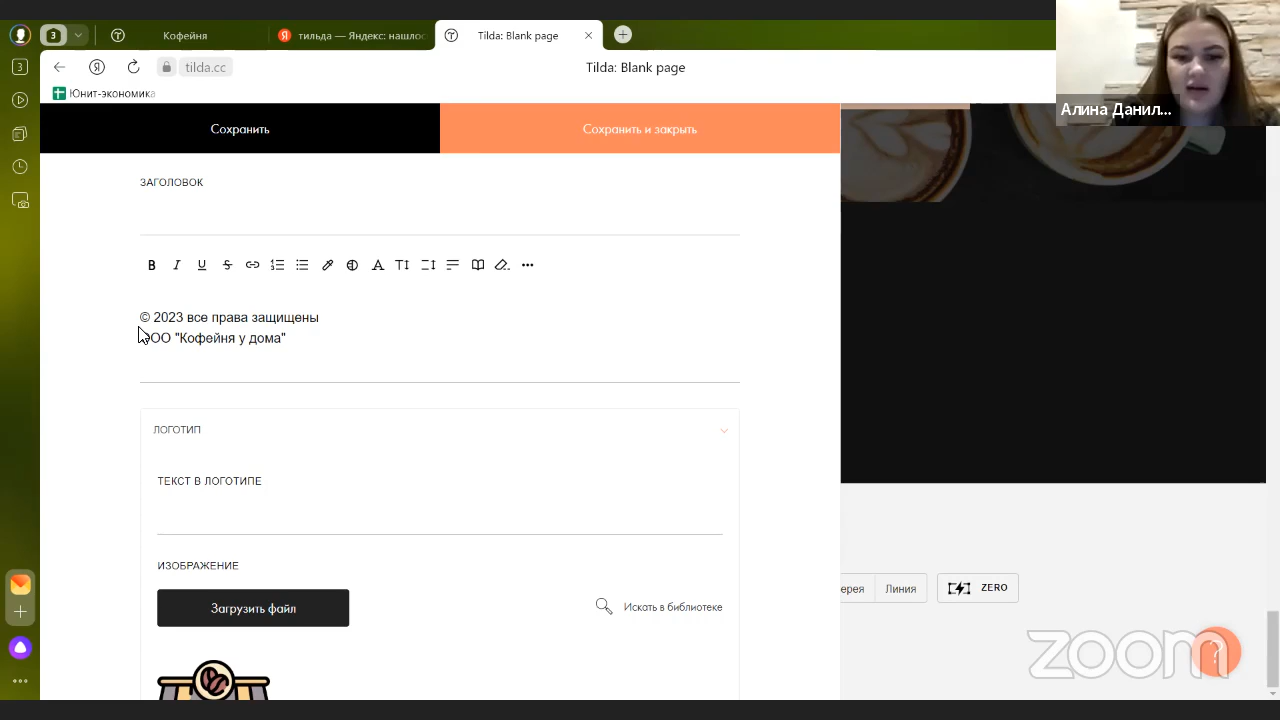 3
Кофейня
тильда — Яндекс: нашлос
Tilda: Blank page
3
tilda.cc
Tilda: Blank page
Юнит-экономика
Алина Данил...
Сохранить
Сохранить и закрыть
ЗАГОЛОВОК
© 2023 все права защищены
ООО "Кофейня у дома"
ЛОГОТИП
ТЕКСТ В ЛОГОТИПЕ
ИЗОБРАЖЕНИЕ
Загрузить файл
Искать в библиотеке
ерея
Линия
ZERO
zoom